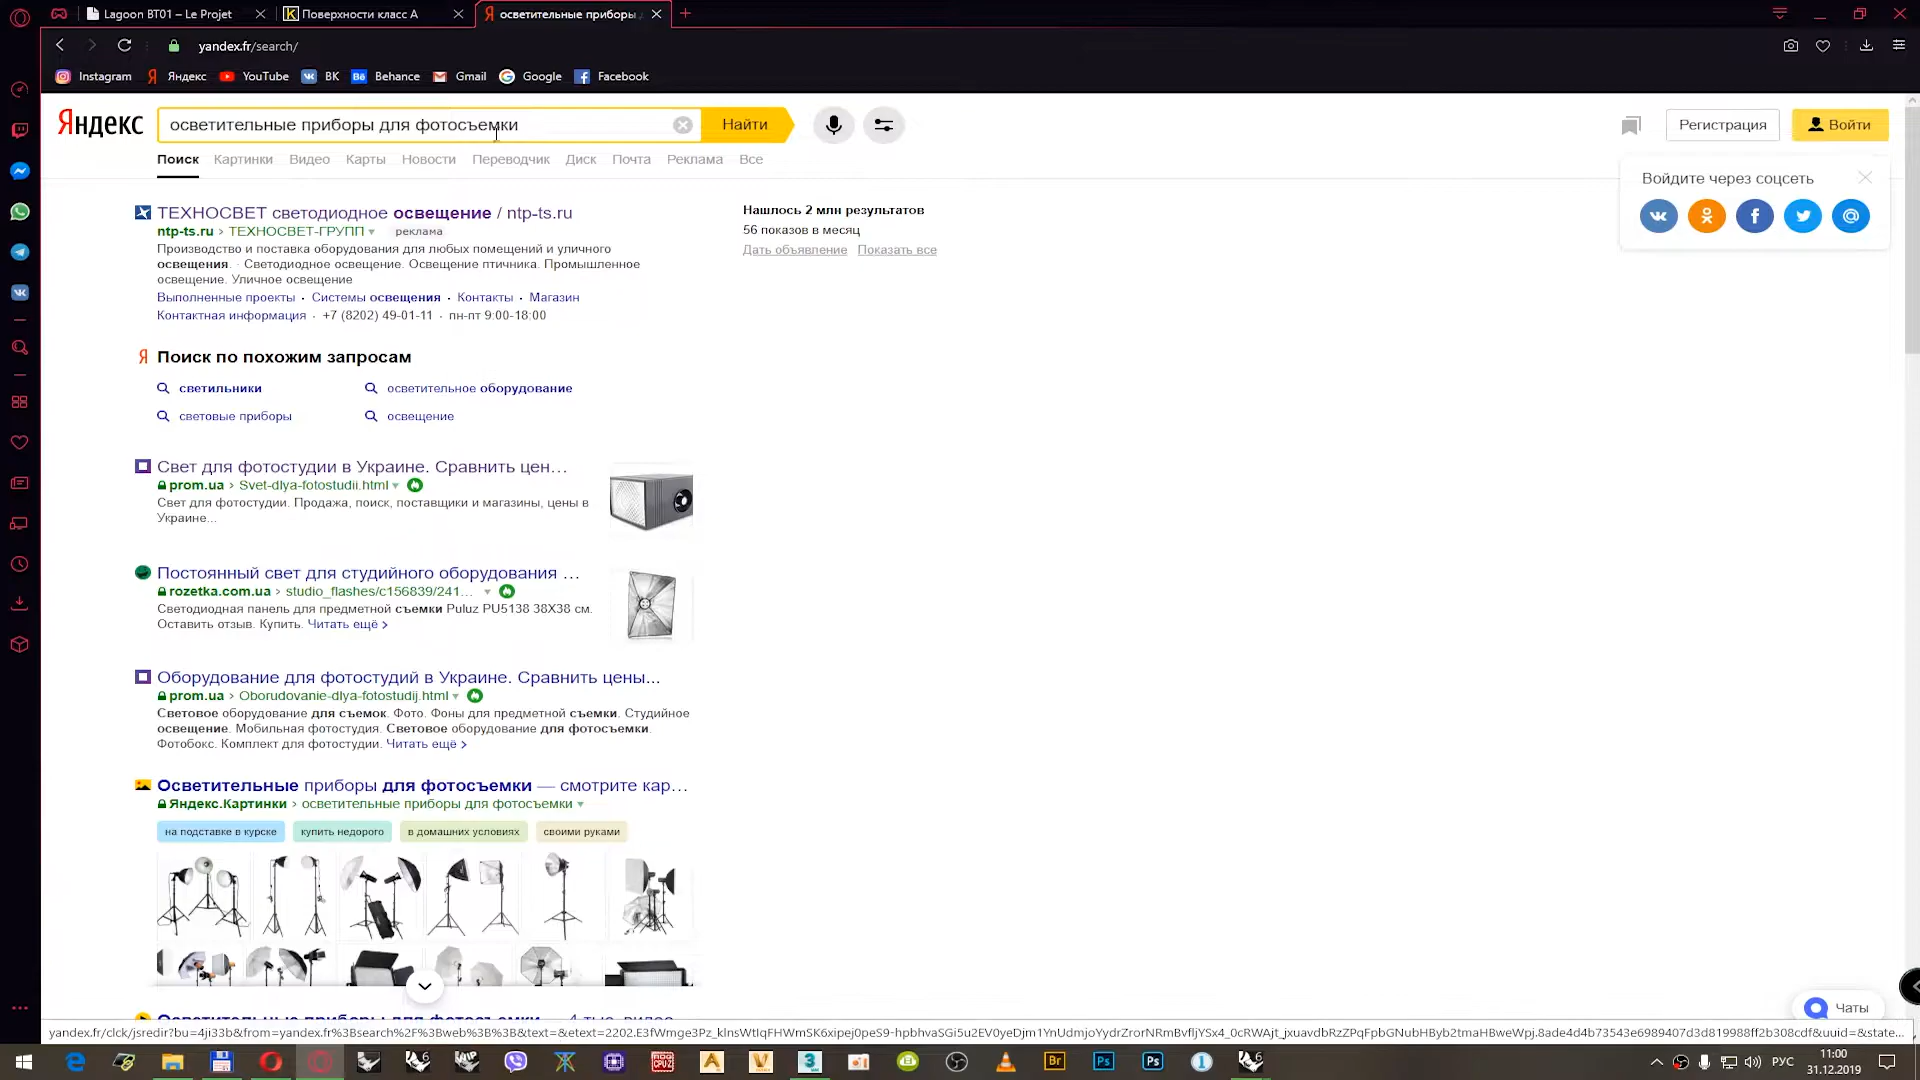 Lagoon BT01 – Le Projet
Поверхности класс А
осветительные приборы
yandex.fr/search/
Instagram
Яндекс
YouTube
ВК
Behance
Gmail
Google
Facebook
Яндекс
осветительные приборы для фотосъемки
Найти
Регистрация
Войти
Поиск Картинки Видео Карты Новости Переводчик Диск Почта Реклама Все
Войдите через соцсеть
ТЕХНОСВЕТ светодиодное освещение / ntp-ts.ru
ntp-ts.ru › ТЕХНОСВЕТ-ГРУПП реклама
Производство и поставка оборудования для любых помещений и уличного
освещения. · Светодиодное освещение. Освещение птичника. Промышленное
освещение. Уличное освещение
Выполненные проекты · Системы освещения · Контакты · Магазин
Контактная информация · +7 (8202) 49-01-11 · пн-пт 9:00-18:00
Нашлось 2 млн результатов
56 показов в месяц
Дать объявление Показать все
Поиск по похожим запросам
светильники
осветительное оборудование
световые приборы
освещение
Свет для фотостудии в Украине. Сравнить цен…
prom.ua › Svet-dlya-fotostudii.html
Свет для фотостудии. Продажа, поиск, поставщики и магазины, цены в
Украине...
Постоянный свет для студийного оборудования …
rozetka.com.ua › studio_flashes/c156839/241…
Светодиодная панель для предметной съемки Puluz PU5138 38X38 см.
Оставить отзыв. Купить. Читать ещё >
Оборудование для фотостудий в Украине. Сравнить цены...
prom.ua › Oborudovanie-dlya-fotostudij.html
Световое оборудование для съемок. Фото. Фоны для предметной съемки. Студийное
освещение. Мобильная фотостудия. Световое оборудование для фотосъемки.
Фотобокс. Комплект для фотостудии. Читать ещё >
Осветительные приборы для фотосъемки — смотрите кар…
Яндекс.Картинки › осветительные приборы для фотосъемки
на подставке в курске
купить недорого
в домашних условиях
своими руками
Чаты
РУС
11:00
31.12.2019